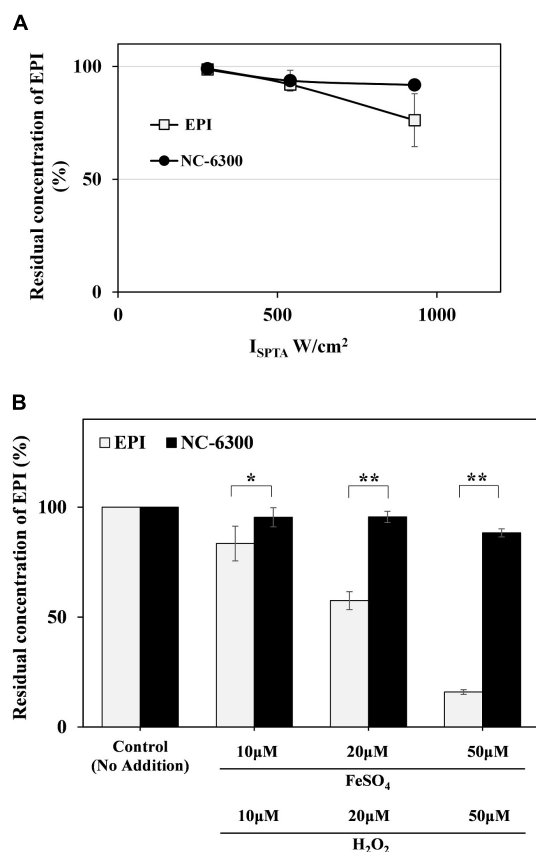 A
Residual concentration of EPI
(%)
100
50
0
EPI
NC-6300
0 500 1000
I_SPTA W/cm²
B
Residual concentration of EPI (%)
EPI NC-6300
* ** **
100
50
0
Control
(No Addition)
10μM 20μM 50μM
FeSO₄
10μM 20μM 50μM
H₂O₂